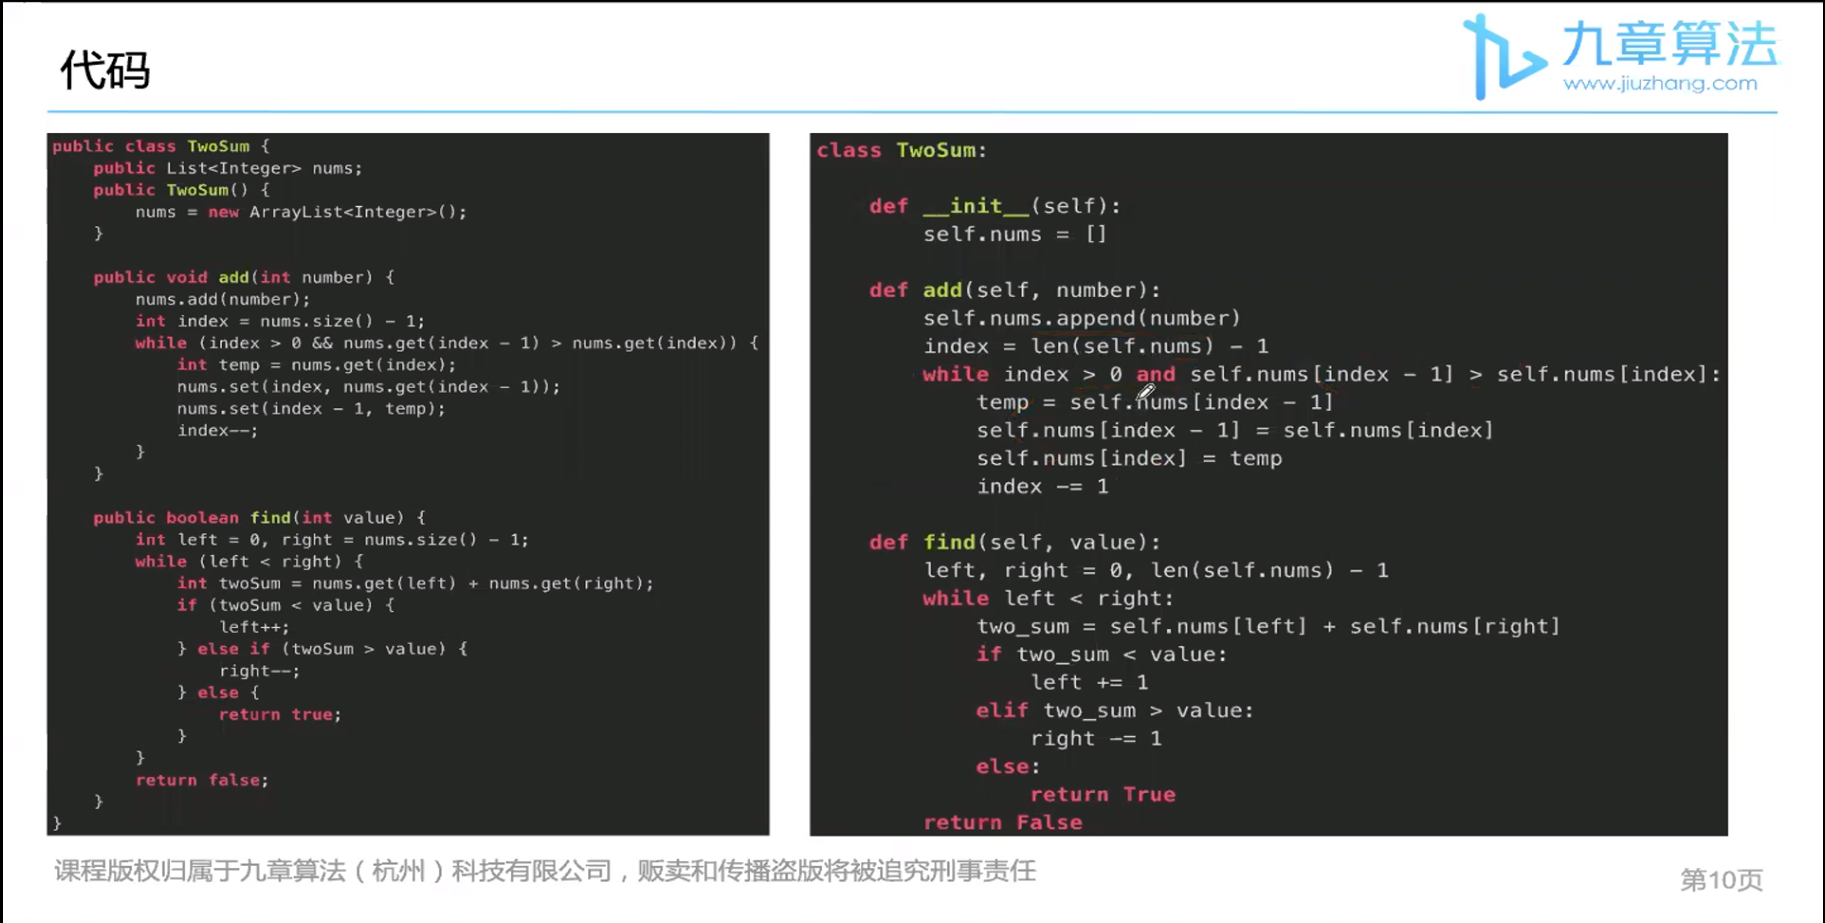 代码
九章算法
www.jiuzhang.com
public class TwoSum {
    public List<Integer> nums;
    public TwoSum() {
        nums = new ArrayList<Integer>();
    }

    public void add(int number) {
        nums.add(number);
        int index = nums.size() - 1;
        while (index > 0 && nums.get(index - 1) > nums.get(index)) {
            int temp = nums.get(index);
            nums.set(index, nums.get(index - 1));
            nums.set(index - 1, temp);
            index--;
        }
    }

    public boolean find(int value) {
        int left = 0, right = nums.size() - 1;
        while (left < right) {
            int twoSum = nums.get(left) + nums.get(right);
            if (twoSum < value) {
                left++;
            } else if (twoSum > value) {
                right--;
            } else {
                return true;
            }
        }
        return false;
    }
}
class TwoSum:

    def __init__(self):
        self.nums = []

    def add(self, number):
        self.nums.append(number)
        index = len(self.nums) - 1
        while index > 0 and self.nums[index - 1] > self.nums[index]:
            temp = self.nums[index - 1]
            self.nums[index - 1] = self.nums[index]
            self.nums[index] = temp
            index -= 1

    def find(self, value):
        left, right = 0, len(self.nums) - 1
        while left < right:
            two_sum = self.nums[left] + self.nums[right]
            if two_sum < value:
                left += 1
            elif two_sum > value:
                right -= 1
            else:
                return True
        return False
课程版权归属于九章算法（杭州）科技有限公司，贩卖和传播盗版将被追究刑事责任
第10页